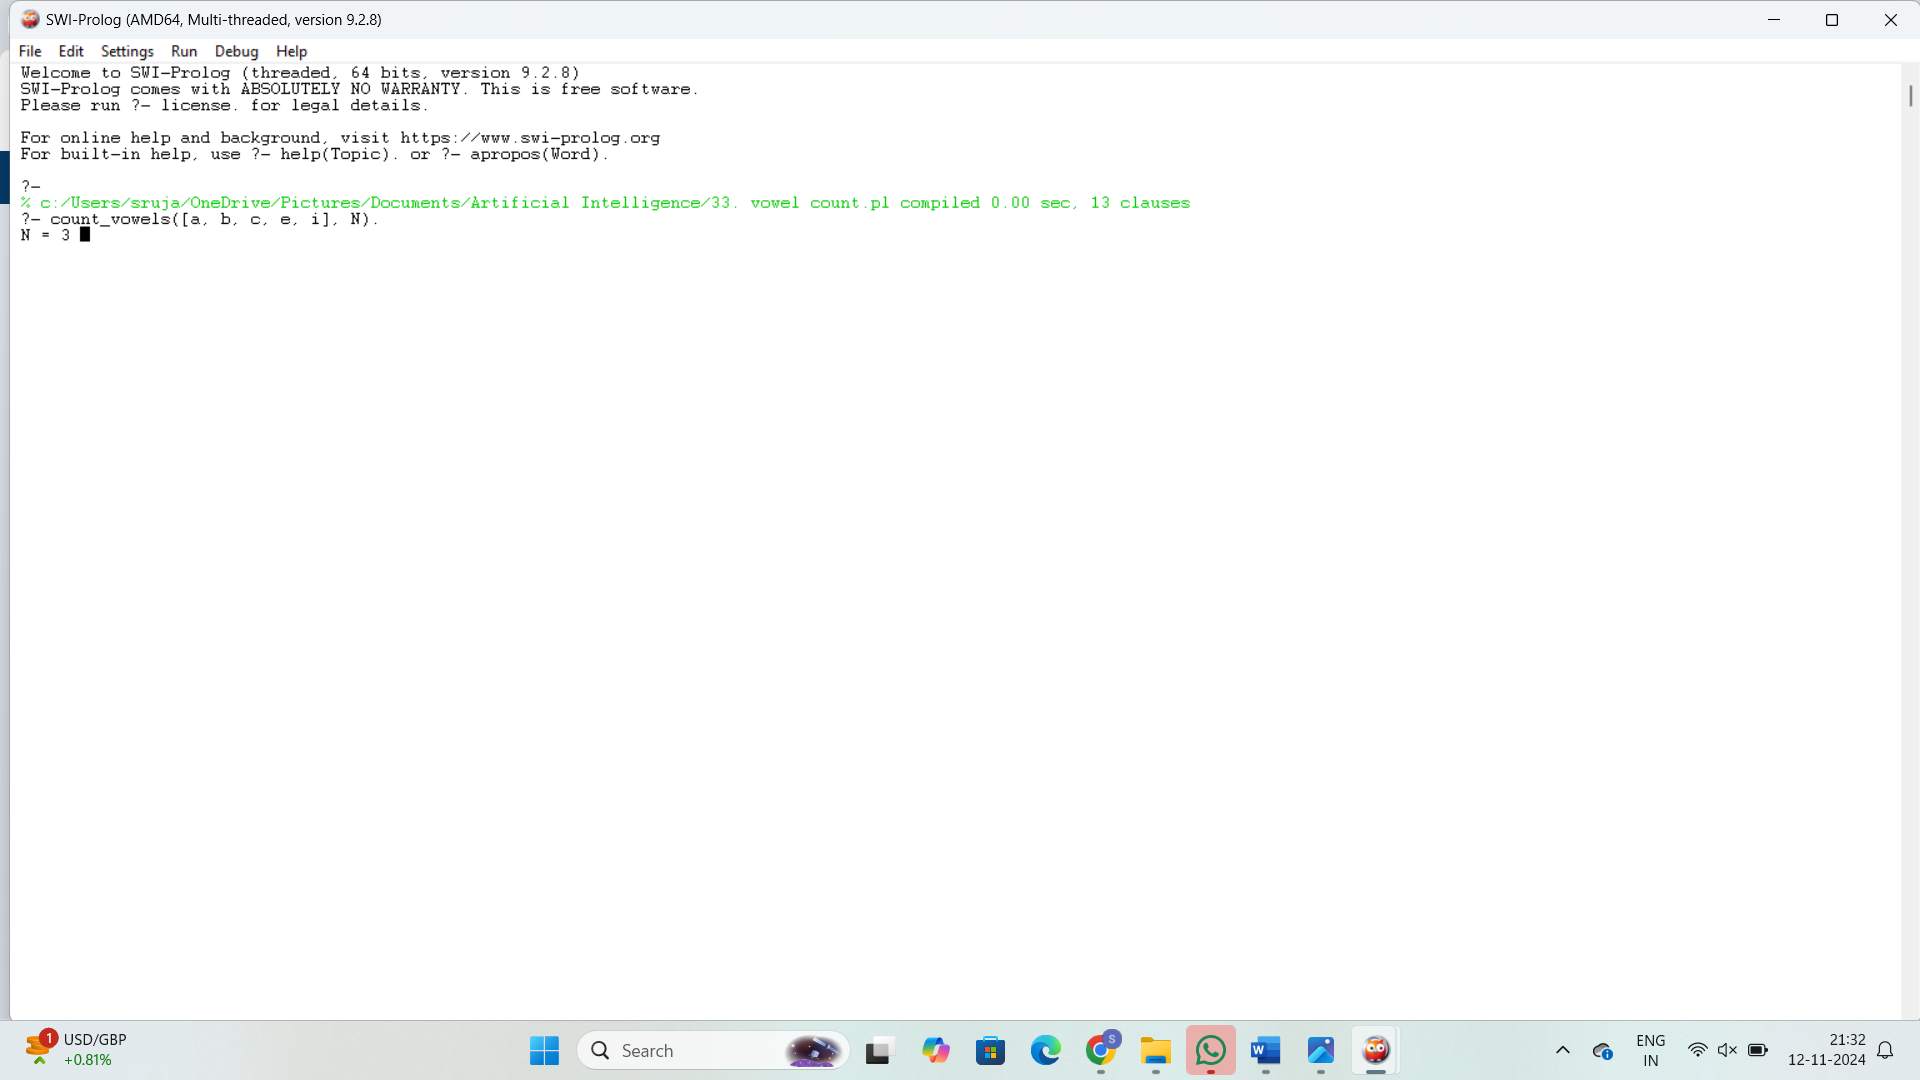 SWI-Prolog (AMD64, Multi-threaded, version 9.2.8)
File Edit Settings Run Debug Help
Welcome to SWI-Prolog (threaded, 64 bits, version 9.2.8)
SWI-Prolog comes with ABSOLUTELY NO WARRANTY. This is free software.
Please run ?- license. for legal details.
For online help and background, visit https://www.swi-prolog.org
For built-in help, use ?- help(Topic). or ?- apropos(Word).
?-
% c:/Users/sruja/OneDrive/Pictures/Documents/Artificial Intelligence/33. vowel count.pl compiled 0.00 sec, 13 clauses
?- count_vowels([a, b, c, e, i], N).
N = 3
1 USD/GBP
+0.81%
Search
S
W
ENG
IN
21:32
12-11-2024